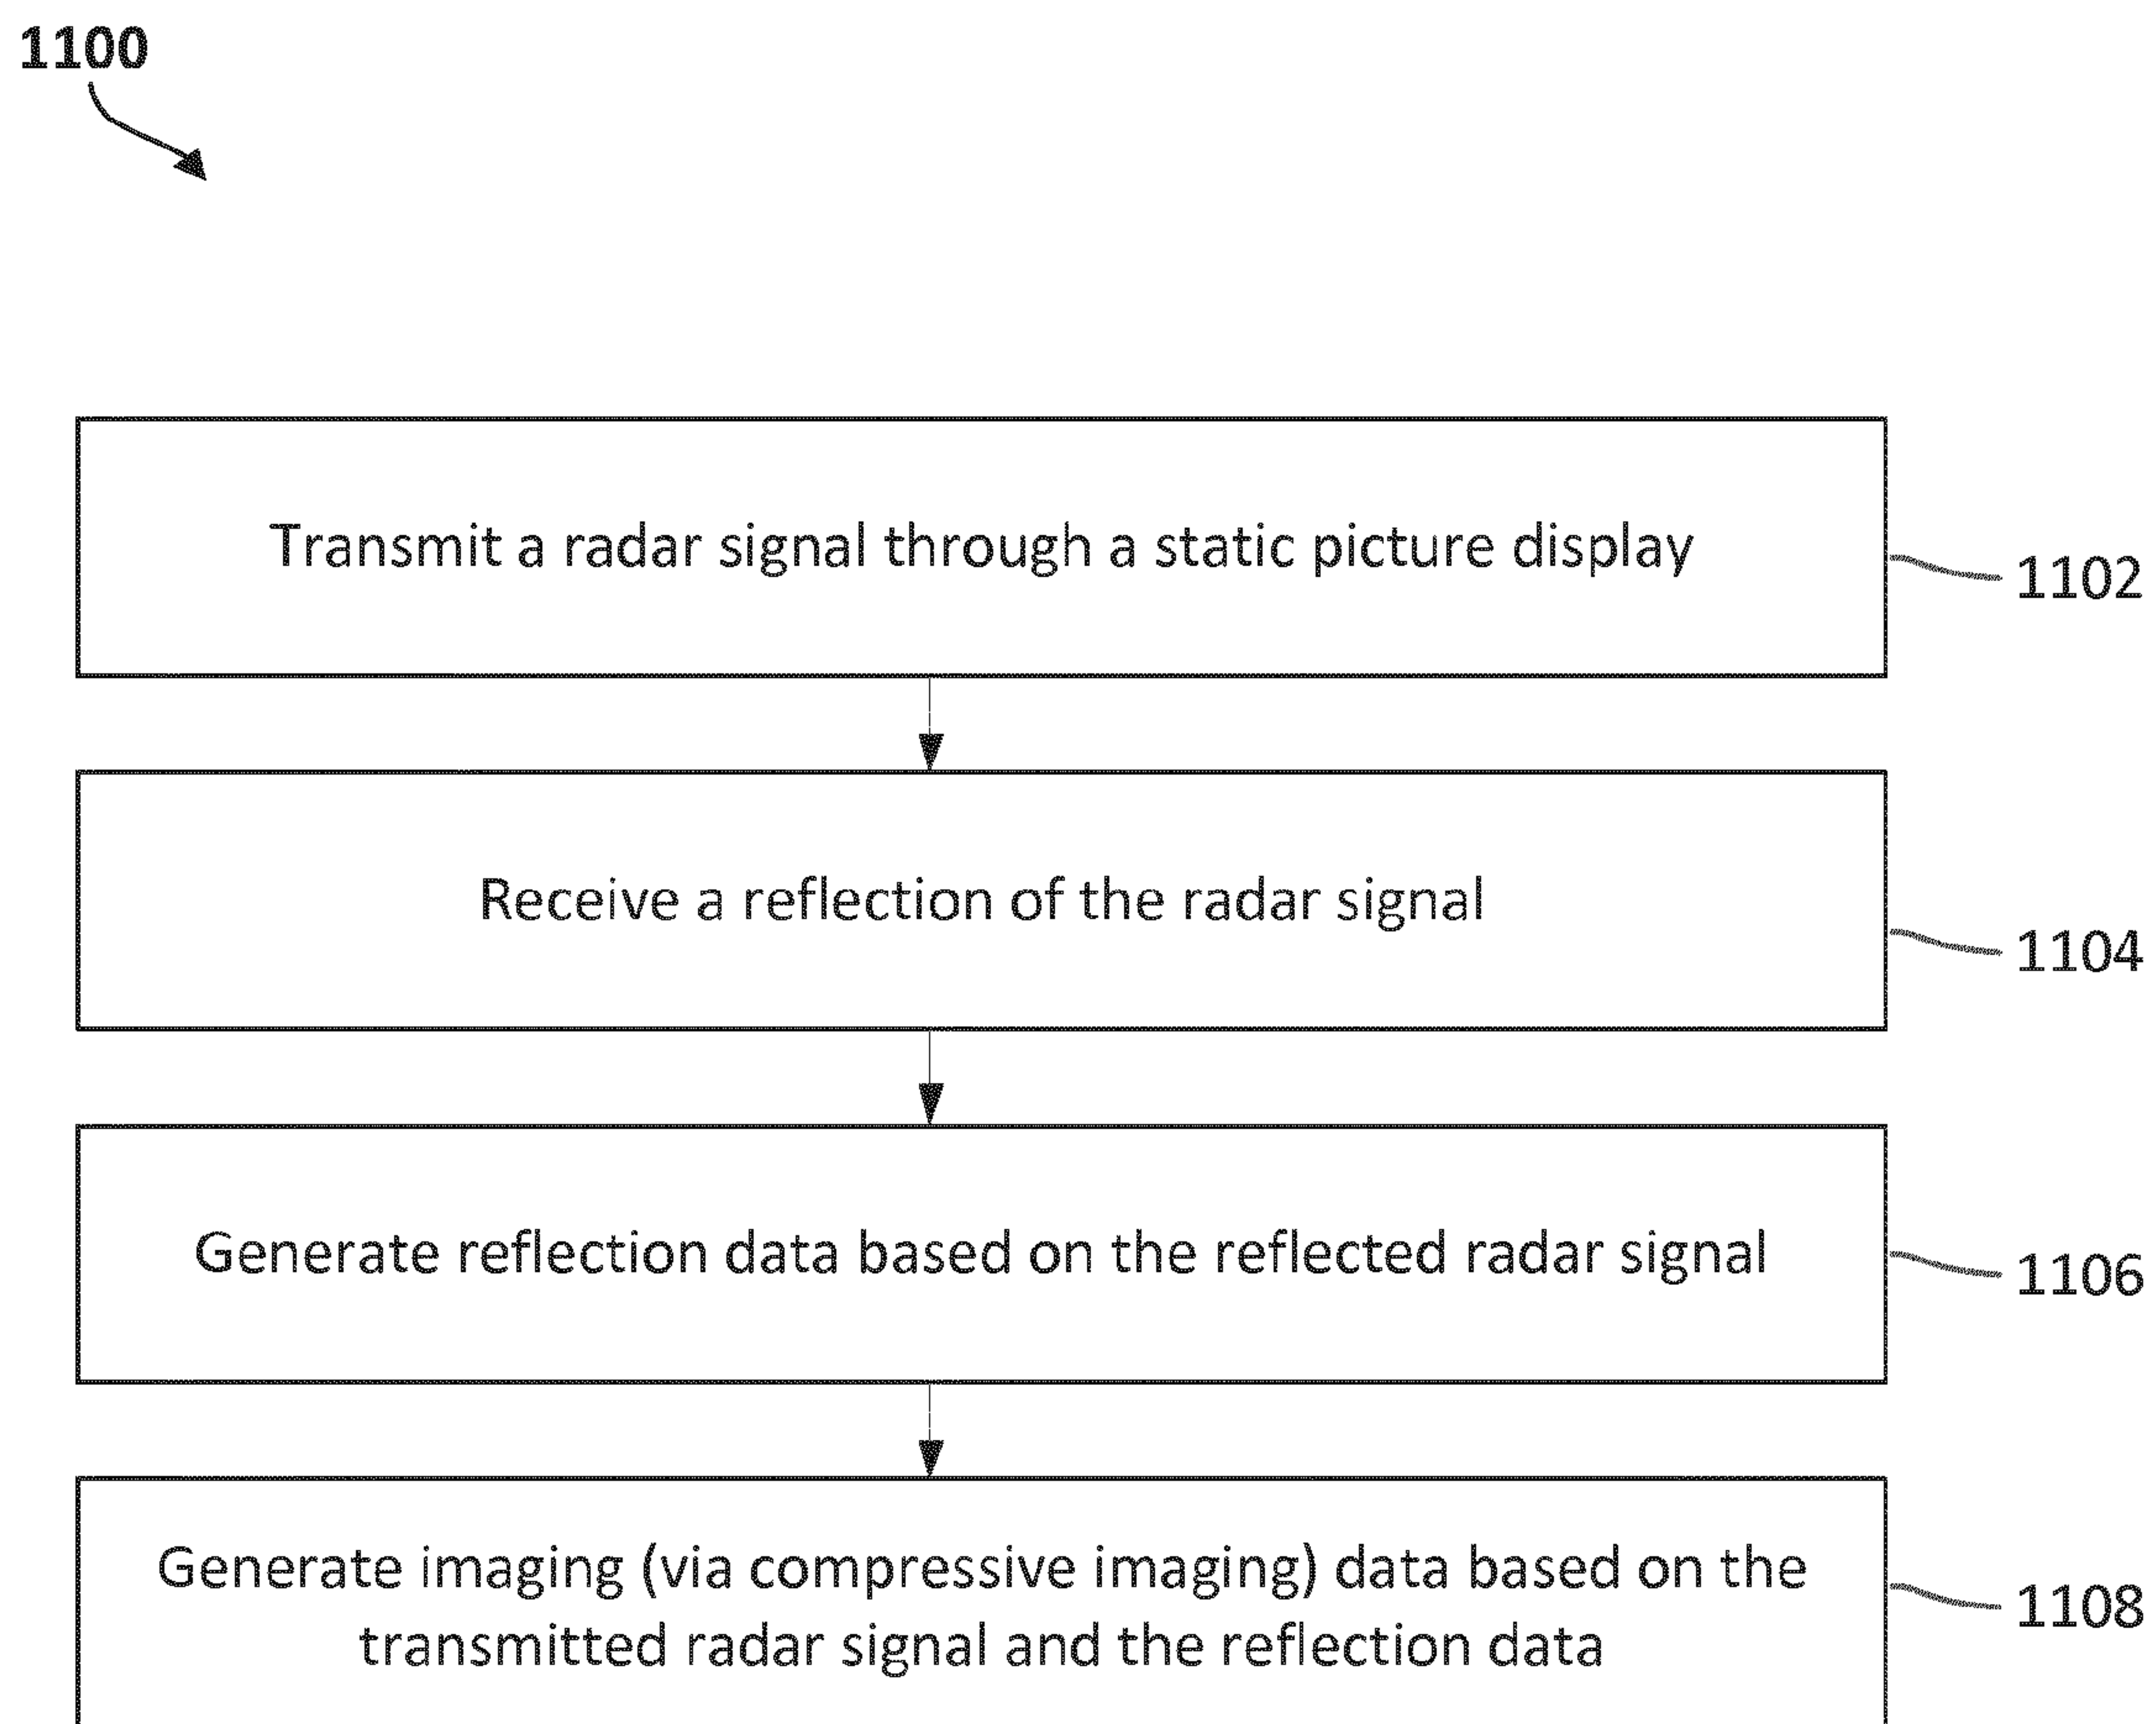 1100
Transmit a radar signal through a static picture display
1102
Receive a reflection of the radar signal
1104
Generate reflection data based on the reflected radar signal
1106
Generate imaging (via compressive imaging) data based on the
transmitted radar signal and the reflection data
1108